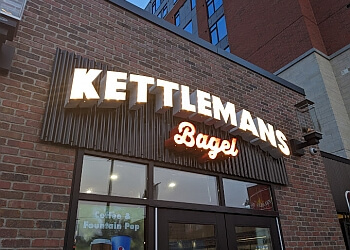 KETTLEMANS
Bagel
Coffee &
Fountain Pop